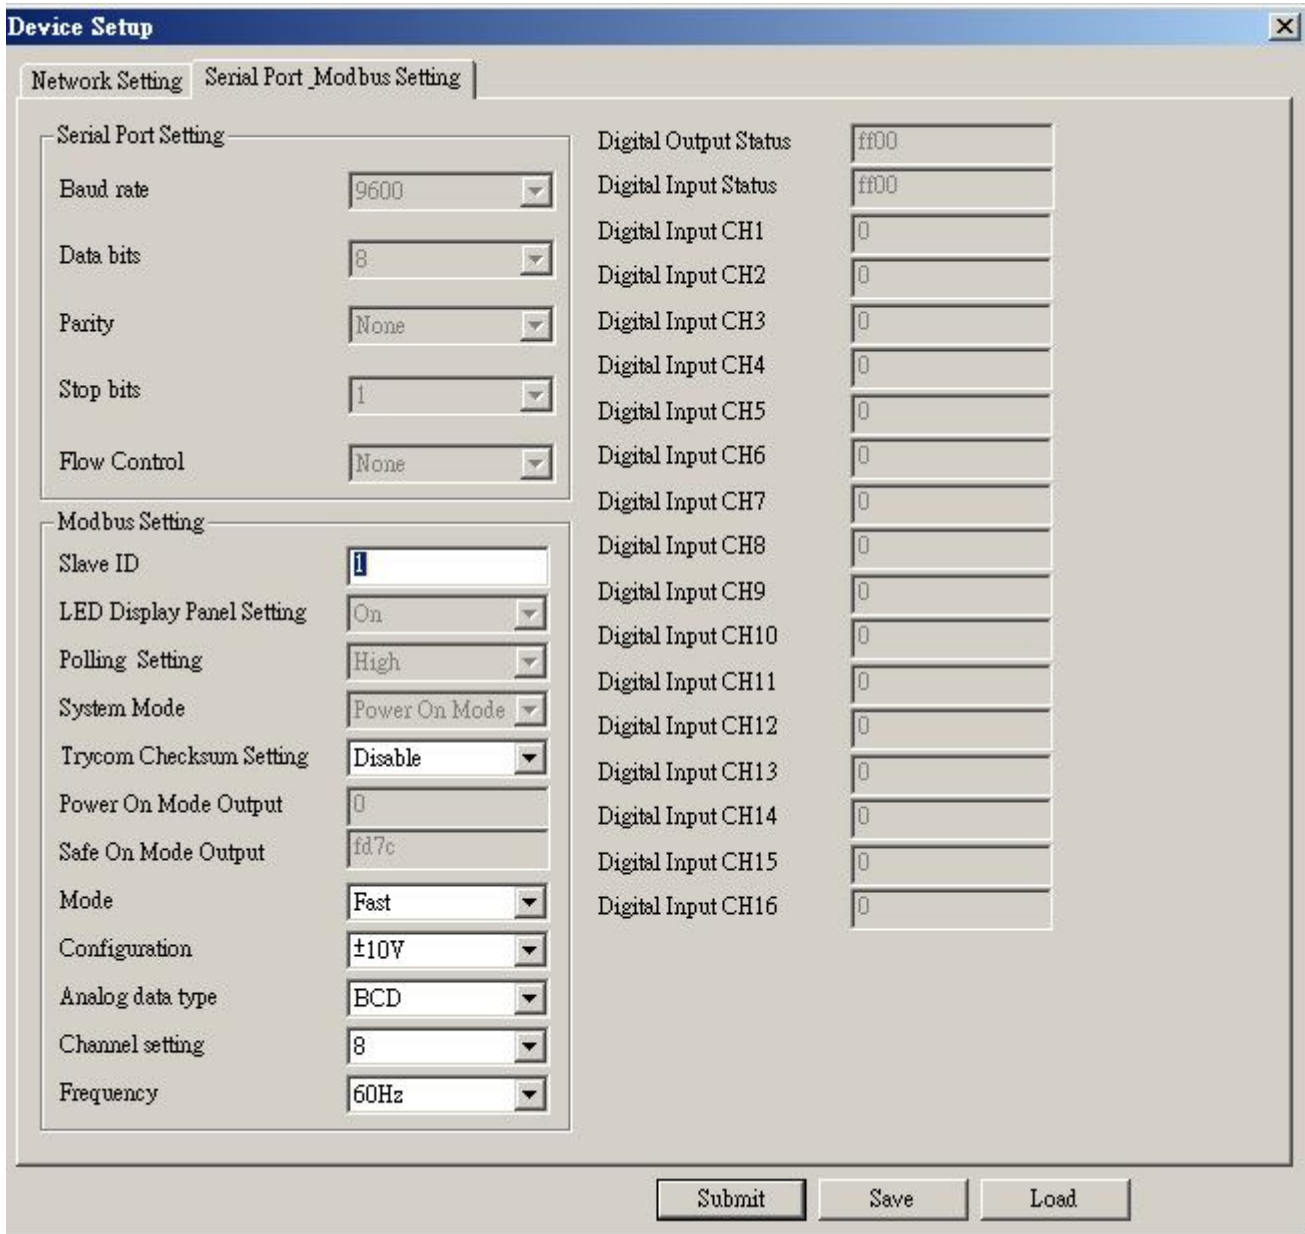 Device Setup
Network Setting
Serial Port_Modbus Setting
Serial Port Setting
Baud rate 9600
Data bits 8
Parity None
Stop bits 1
Flow Control None
Modbus Setting
Slave ID 1
LED Display Panel Setting On
Polling Setting High
System Mode Power On Mode
Trycom Checksum Setting Disable
Power On Mode Output 0
Safe On Mode Output fd7c
Mode Fast
Configuration ±10V
Analog data type BCD
Channel setting 8
Frequency 60Hz
Digital Output Status ff00
Digital Input Status ff00
Digital Input CH1 0
Digital Input CH2 0
Digital Input CH3 0
Digital Input CH4 0
Digital Input CH5 0
Digital Input CH6 0
Digital Input CH7 0
Digital Input CH8 0
Digital Input CH9 0
Digital Input CH10 0
Digital Input CH11 0
Digital Input CH12 0
Digital Input CH13 0
Digital Input CH14 0
Digital Input CH15 0
Digital Input CH16 0
Submit
Save
Load